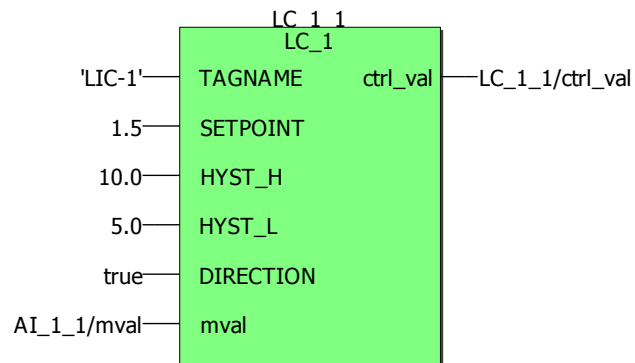 LC_1_1
LC_1
'LIC-1' TAGNAME ctrl_val LC_1_1/ctrl_val
1.5 SETPOINT
10.0 HYST_H
5.0 HYST_L
true DIRECTION
AI_1_1/mval mval